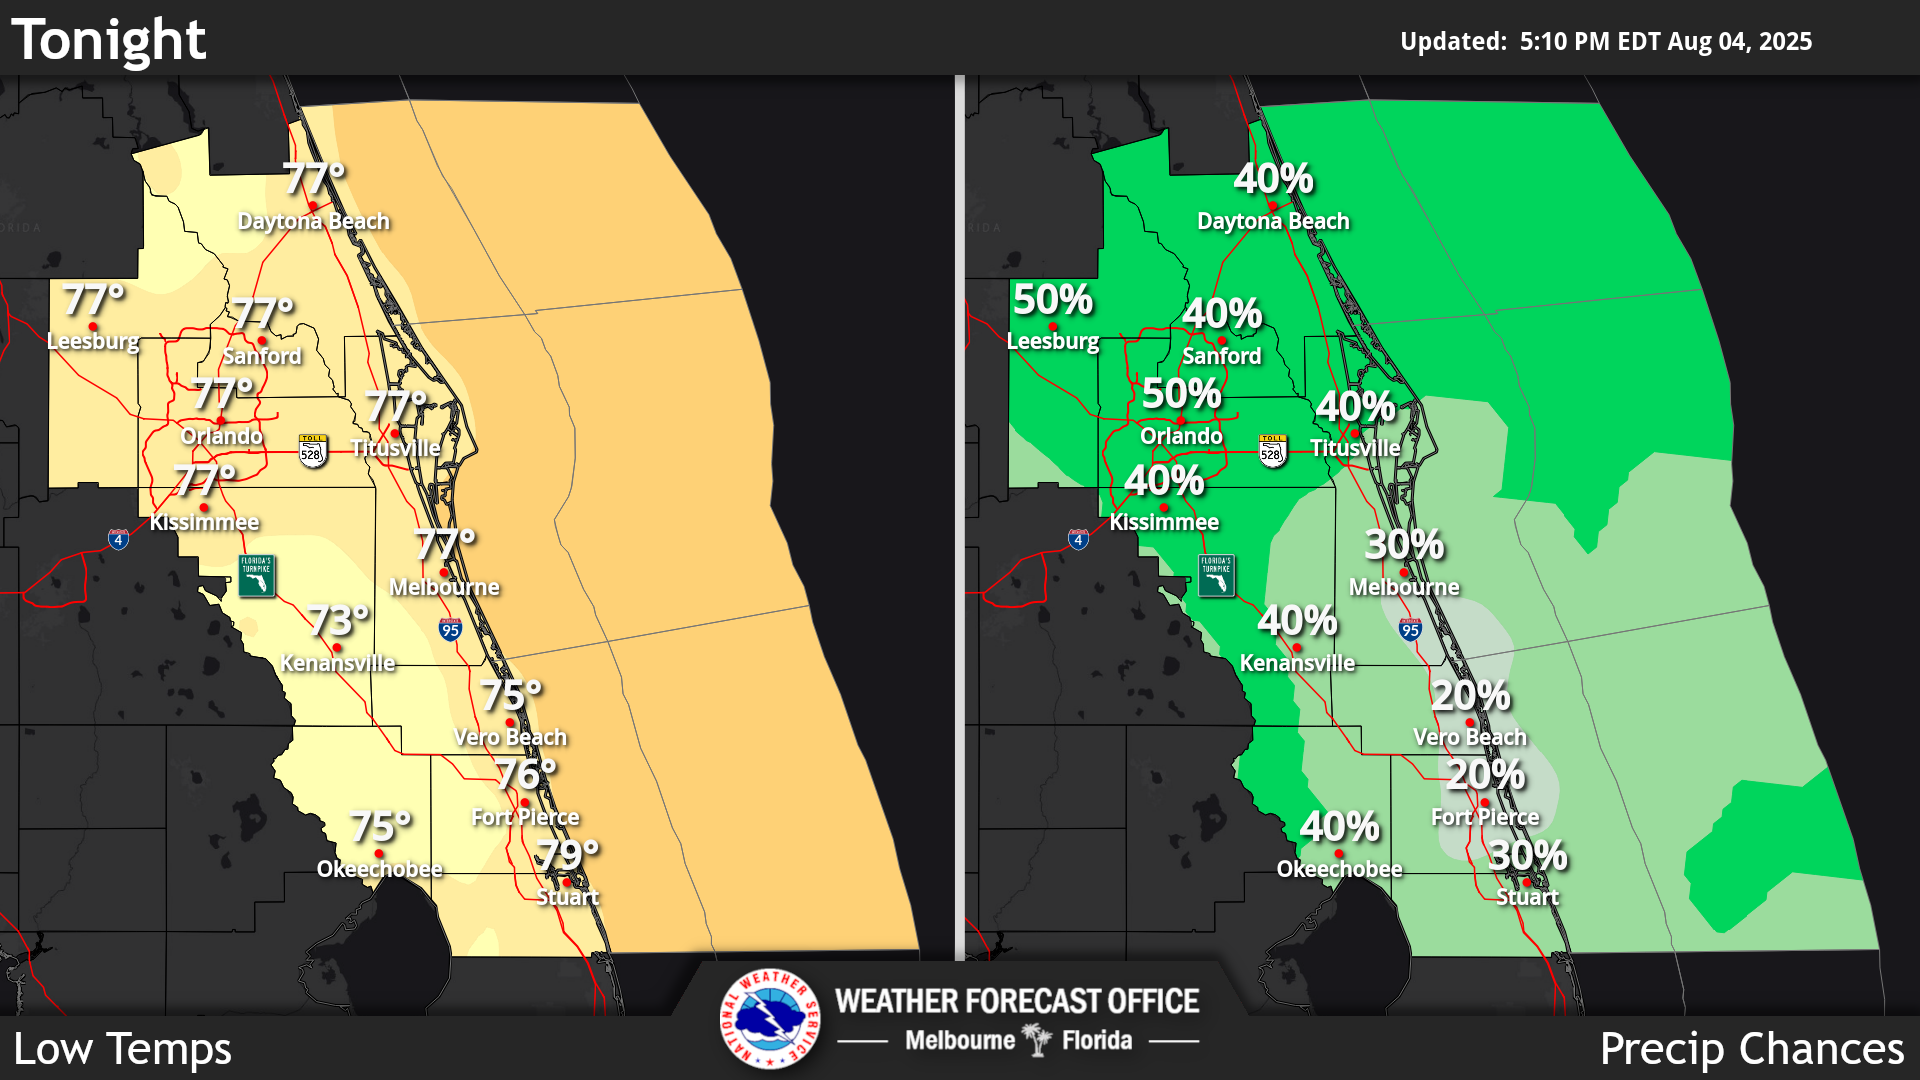 Tonight
Updated: 5:10 PM EDT Aug 04, 2025
77°
Daytona Beach
77°
Leesburg
77°
Sanford
77°
Orlando
77°
Titusville
TOLL
528
77°
Kissimmee
4
FLORIDA'S
TURNPIKE
77°
Melbourne
95
73°
Kenansville
75°
Vero Beach
76°
Fort Pierce
75°
Okeechobee
79°
Stuart
40%
Daytona Beach
RIDA
50%
Leesburg
40%
Sanford
50%
Orlando
40%
Titusville
TOLL
528
40%
Kissimmee
4
FLORIDA'S
TURNPIKE
30%
Melbourne
95
40%
Kenansville
20%
Vero Beach
20%
Fort Pierce
40%
Okeechobee
30%
Stuart
NATIONAL WEATHER SERVICE
WEATHER FORECAST OFFICE
Melbourne Florida
Low Temps
Precip Chances